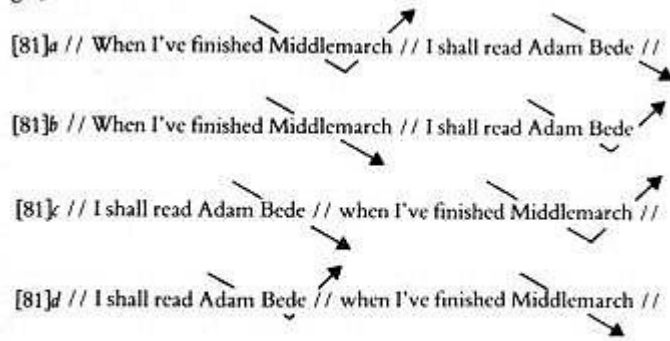 [81]a // When I've finished Middlemarch // I shall read Adam Bede //
[81]b // When I've finished Middlemarch // I shall read Adam Bede
[81]c // I shall read Adam Bede // when I've finished Middlemarch //
[81]d // I shall read Adam Bede // when I've finished Middlemarch //